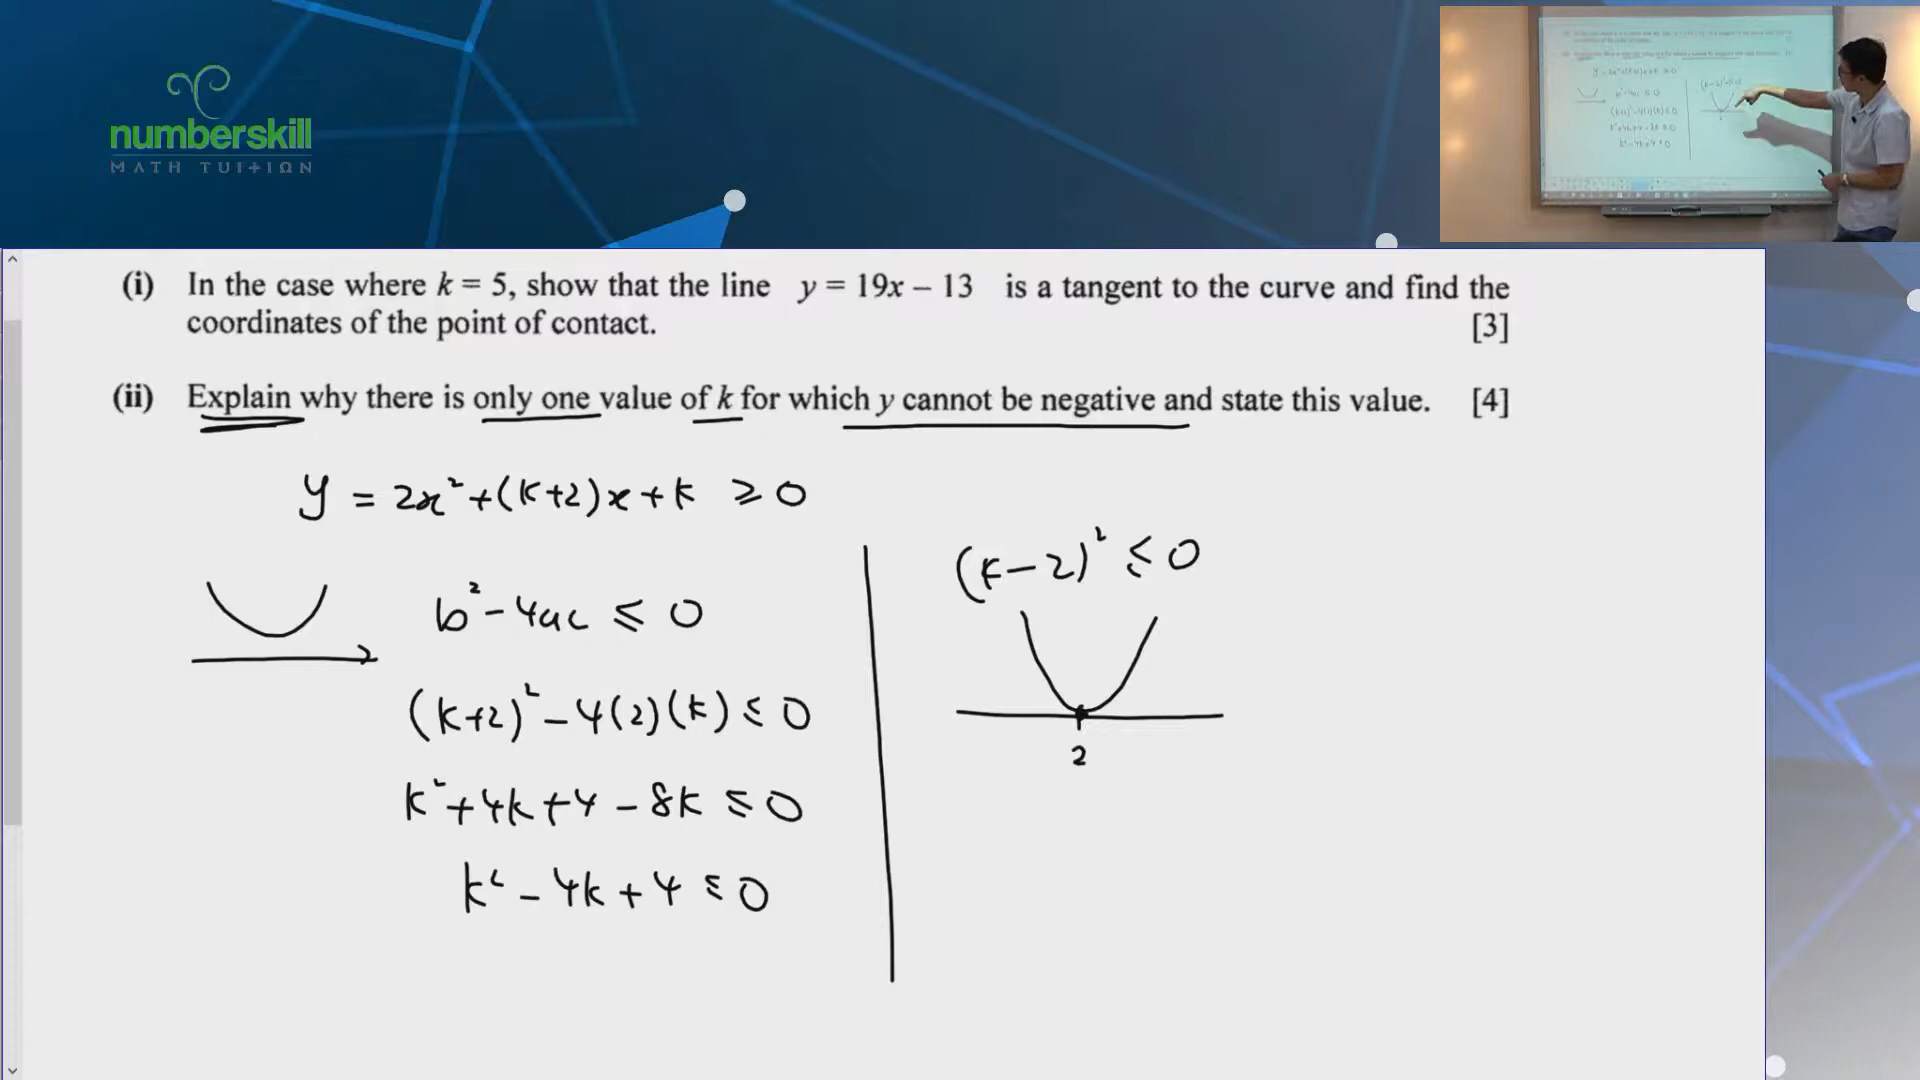 numberskill
MATH TUITION
(i) In the case where k = 5, show that the line y = 19x – 13 is a tangent to the curve and find the
coordinates of the point of contact. [3]
(ii) Explain why there is only one value of k for which y cannot be negative and state this value. [4]
y = 2x² + (k+2)x + k ≥ 0
b² - 4ac ≤ 0
(k+2)² - 4(2)(k) ≤ 0
k² + 4k + 4 - 8k ≤ 0
k² - 4k + 4 ≤ 0
(k-2)² ≤ 0
2